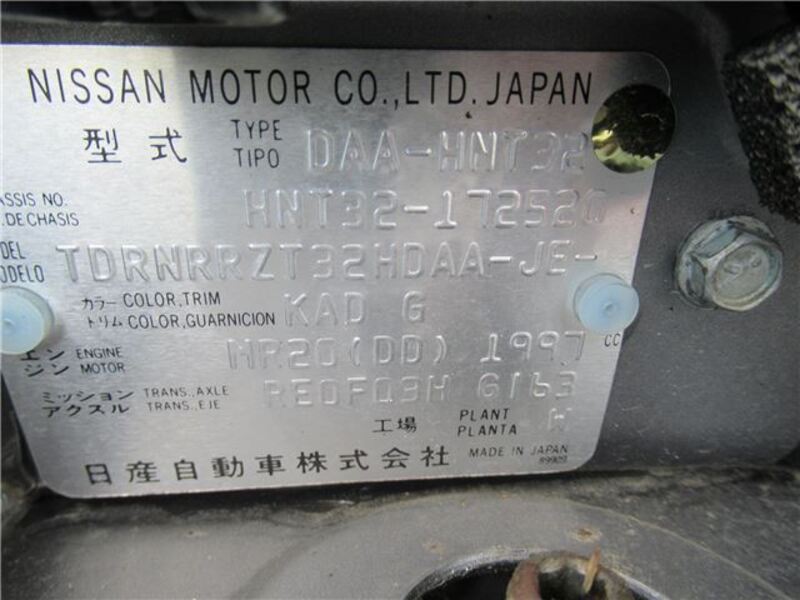 NISSAN MOTOR CO.,LTD. JAPAN
型式 TYPE TIPO DAA-HNT32
ASSIS NO. . DE CHASIS HNT32-172520
DEL ODELO TDRNRRZT32HDAA-JE-
カラー COLOR,TRIM トリム COLOR,GUARNICION KAD G
エンジン ENGINE MOTOR MR20(DD) 1997 CC
ミッション TRANS.,AXLE アクスル TRANS.,EJE RE0F03H 6163
工場 PLANT PLANTA W
日産自動車株式会社 MADE IN JAPAN